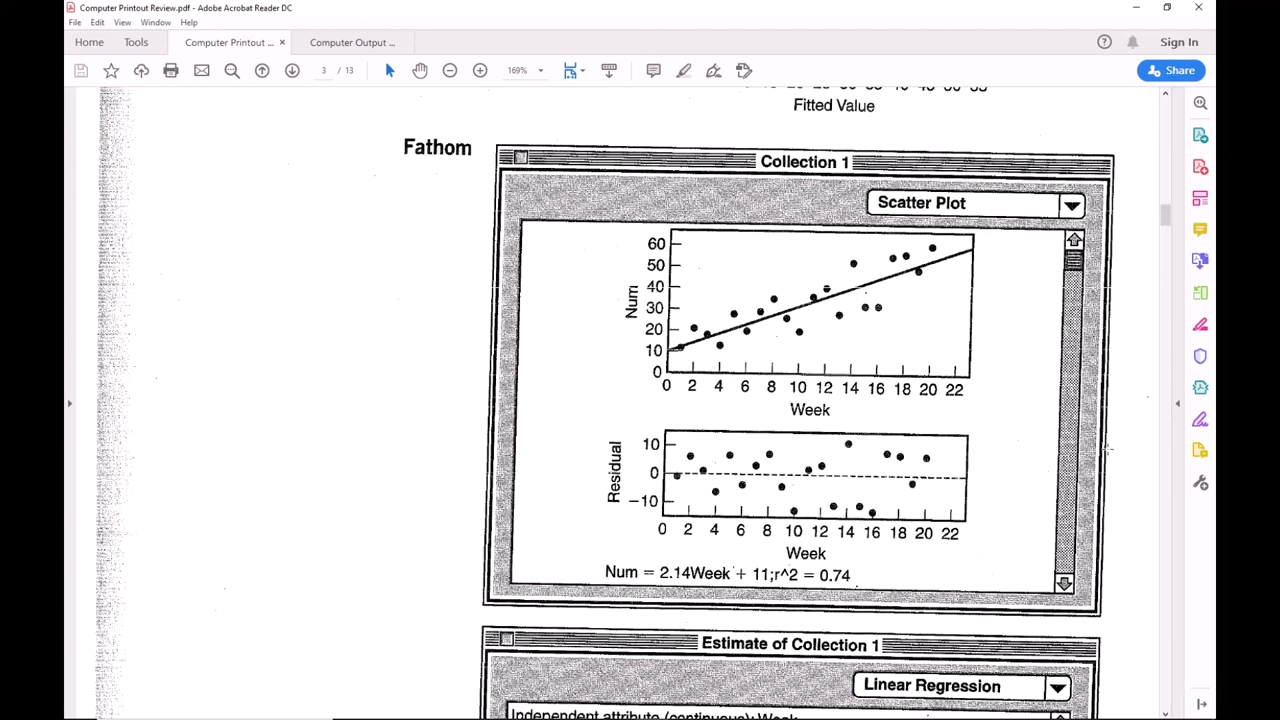 Computer Printout Review.pdf - Adobe Acrobat Reader DC
File Edit View Window Help
Home Tools Computer Printout ... × Computer Output ... Sign In
3 / 13 169% Share
Fitted Value
Fathom
Collection 1
Scatter Plot
60
50
40
30
20
10
0
Num
0 2 4 6 8 10 12 14 16 18 20 22
Week
10
0
−10
Residual
0 2 4 6 8 10 12 14 16 18 20 22
Week
Num = 2.14Week + 11;r^2 = 0.74
Estimate of Collection 1
Linear Regression
Independent attribute (continuous): Week